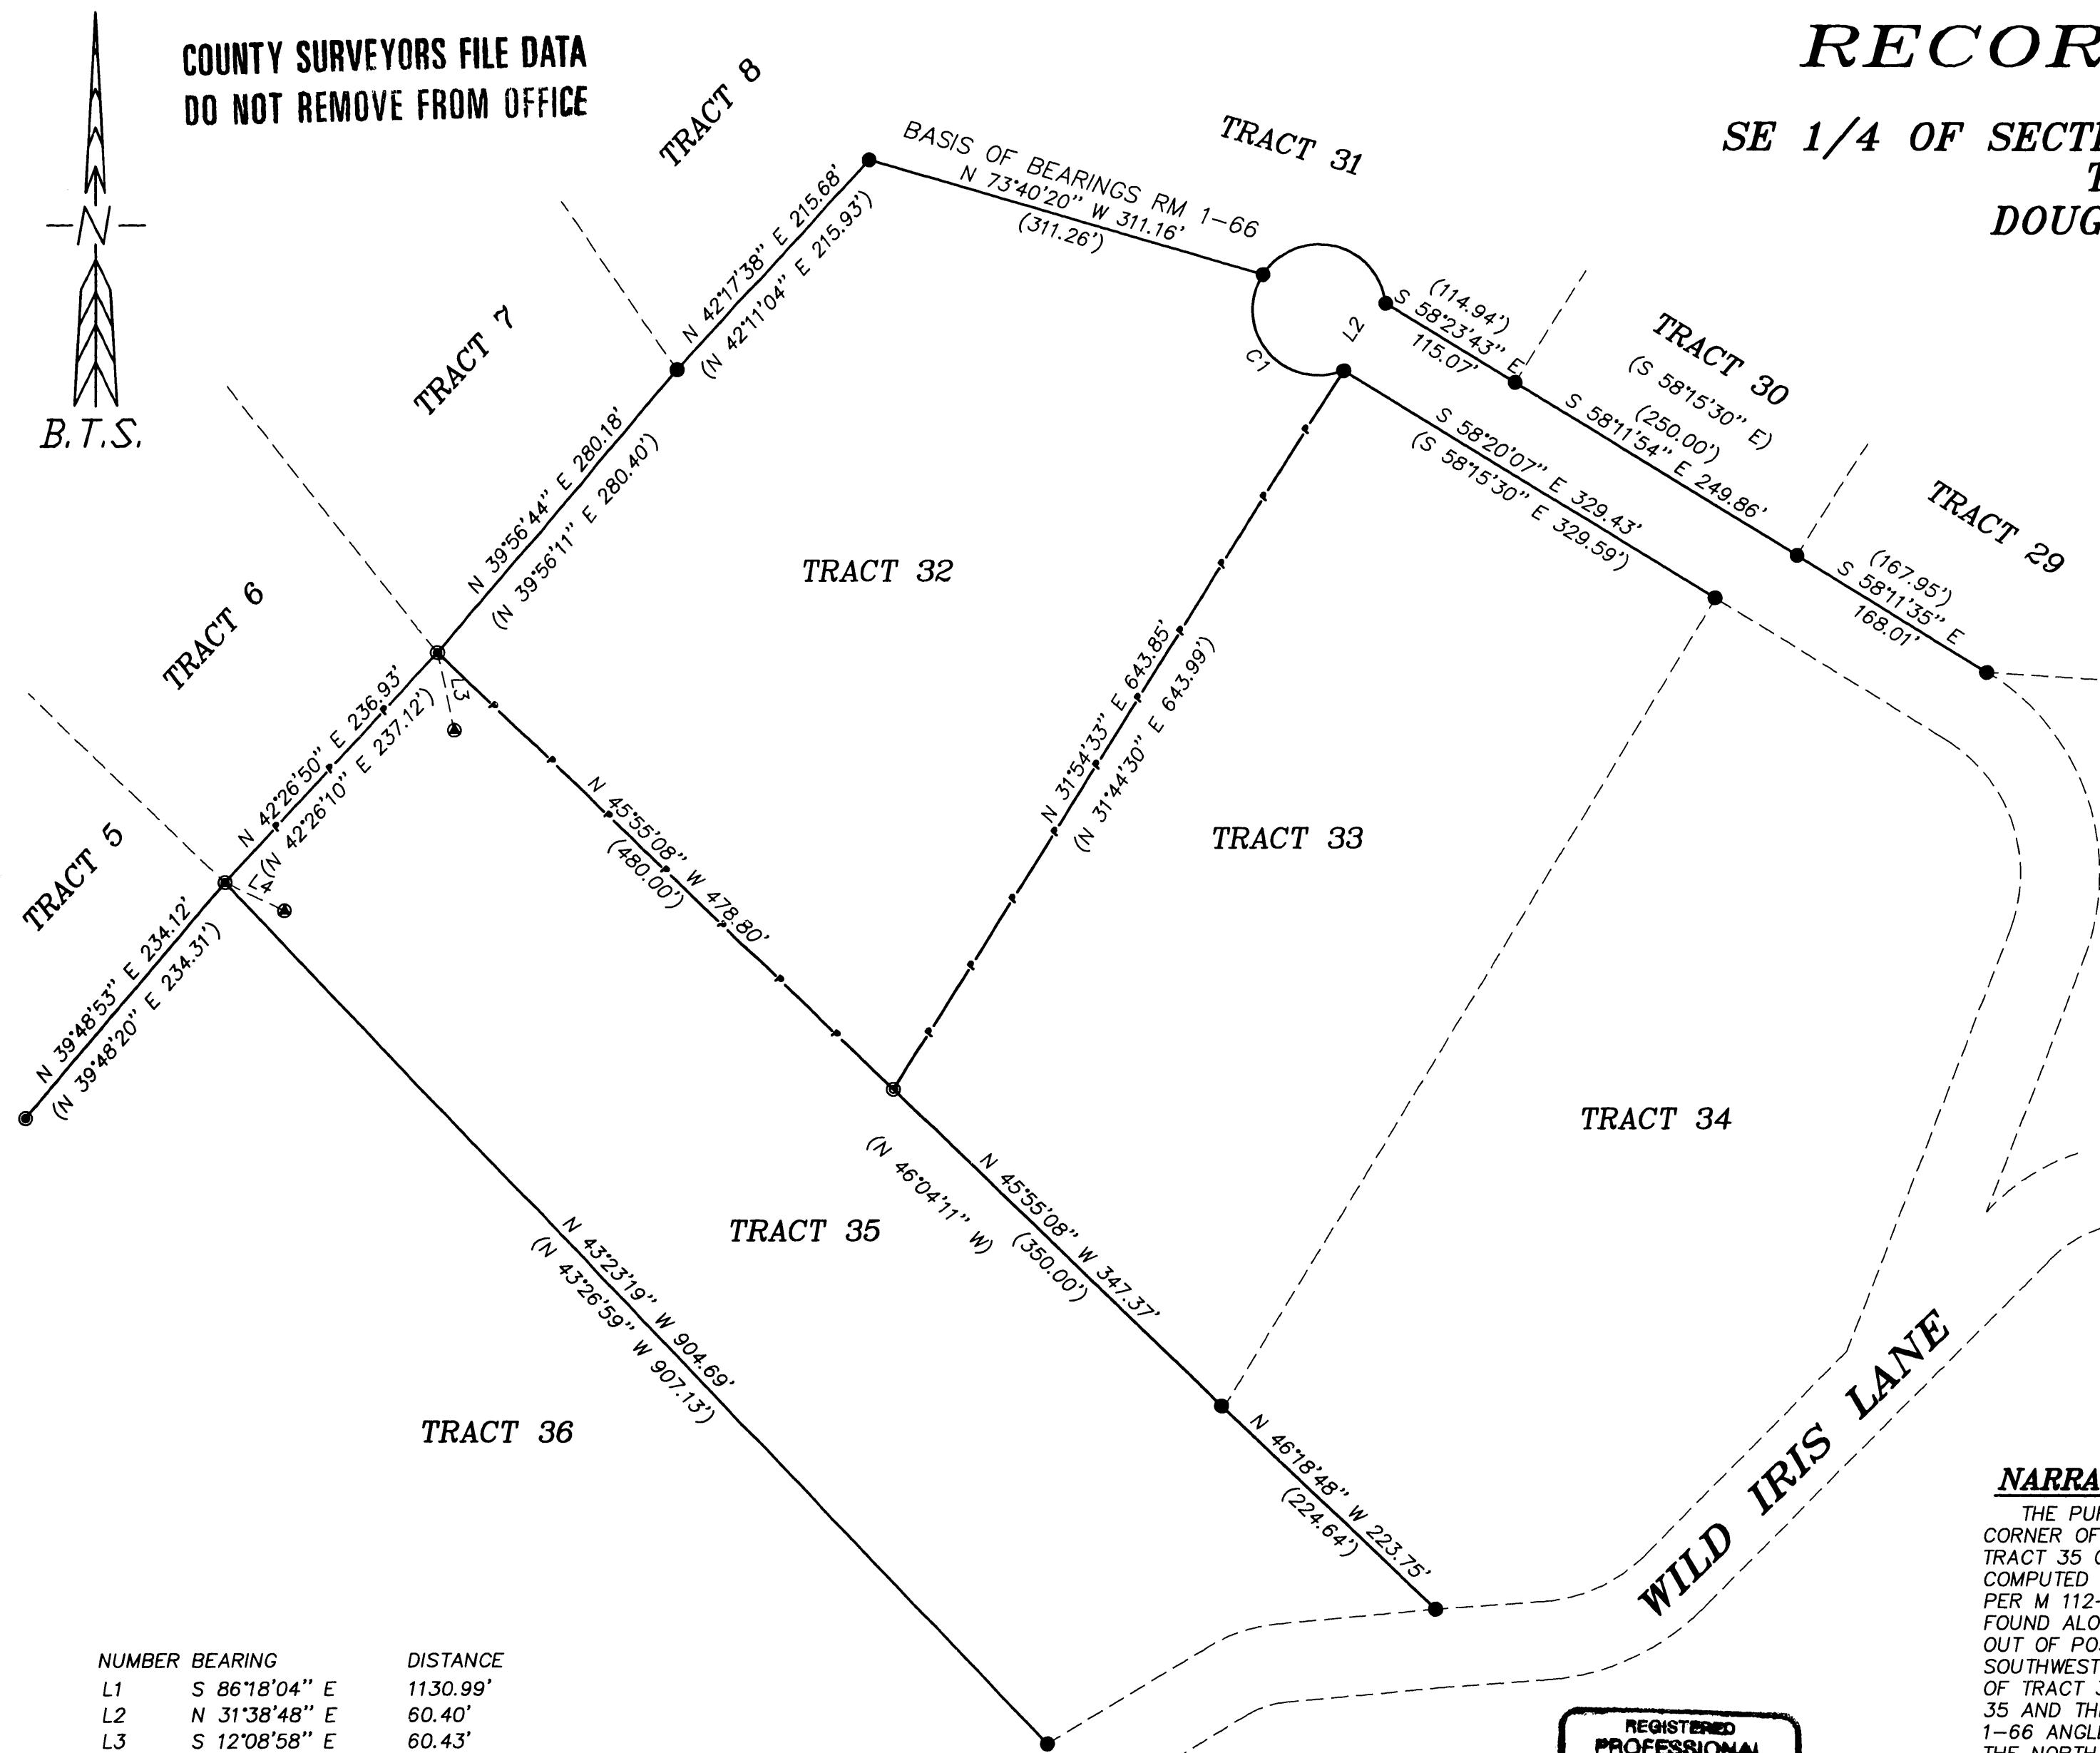 COUNTY SURVEYORS FILE DATA
DO NOT REMOVE FROM OFFICE
N
B.T.S.
RECOR
SE 1/4 OF SECTI
T
DOUG
TRACT 8
TRACT 31
BASIS OF BEARINGS RM 1-66
N 73°40'20" W 311.16'
(311.26')
N 42°17'38" E 215.68'
(N 42°11'04" E 215.93')
TRACT 7
C1
L2
(114.94')
S 58°23'43" E
115.07'
TRACT 30
(S 58°15'30" E)
(250.00')
S 58°11'54" E 249.86'
TRACT 29
(167.95')
S 58°11'35" E
168.01'
S 58°20'07" E 329.43'
(S 58°15'30" E 329.59')
N 39°56'44" E 280.18'
(N 39°56'11" E 280.40')
TRACT 32
TRACT 6
L3
N 42°26'50" E 236.93'
(N 42°26'10" E 237.12')
N 31°54'33" E 643.85'
(N 31°44'30" E 643.99')
TRACT 33
TRACT 5
L4
N 39°48'53" E 234.12'
(N 39°48'20" E 234.31')
N 45°55'08" W 478.80'
(480.00')
TRACT 34
(N 46°04'11" W)
N 45°55'08" W 347.37'
(350.00')
TRACT 35
N 43°23'19" W 904.69'
(N 43°26'59" W 907.13')
TRACT 36
N 46°18'48" W 223.75'
(224.64')
WILD IRIS LANE
NUMBER BEARING DISTANCE
L1 S 86°18'04" E 1130.99'
L2 N 31°38'48" E 60.40'
L3 S 12°08'58" E 60.43'
REGISTERED
PROFESSIONAL
NARRA
THE PU
CORNER OF
TRACT 35
COMPUTED
PER M 112-
FOUND ALO
OUT OF PO
SOUTHWEST
OF TRACT
35 AND TH
1-66 ANGL
THE NORTH